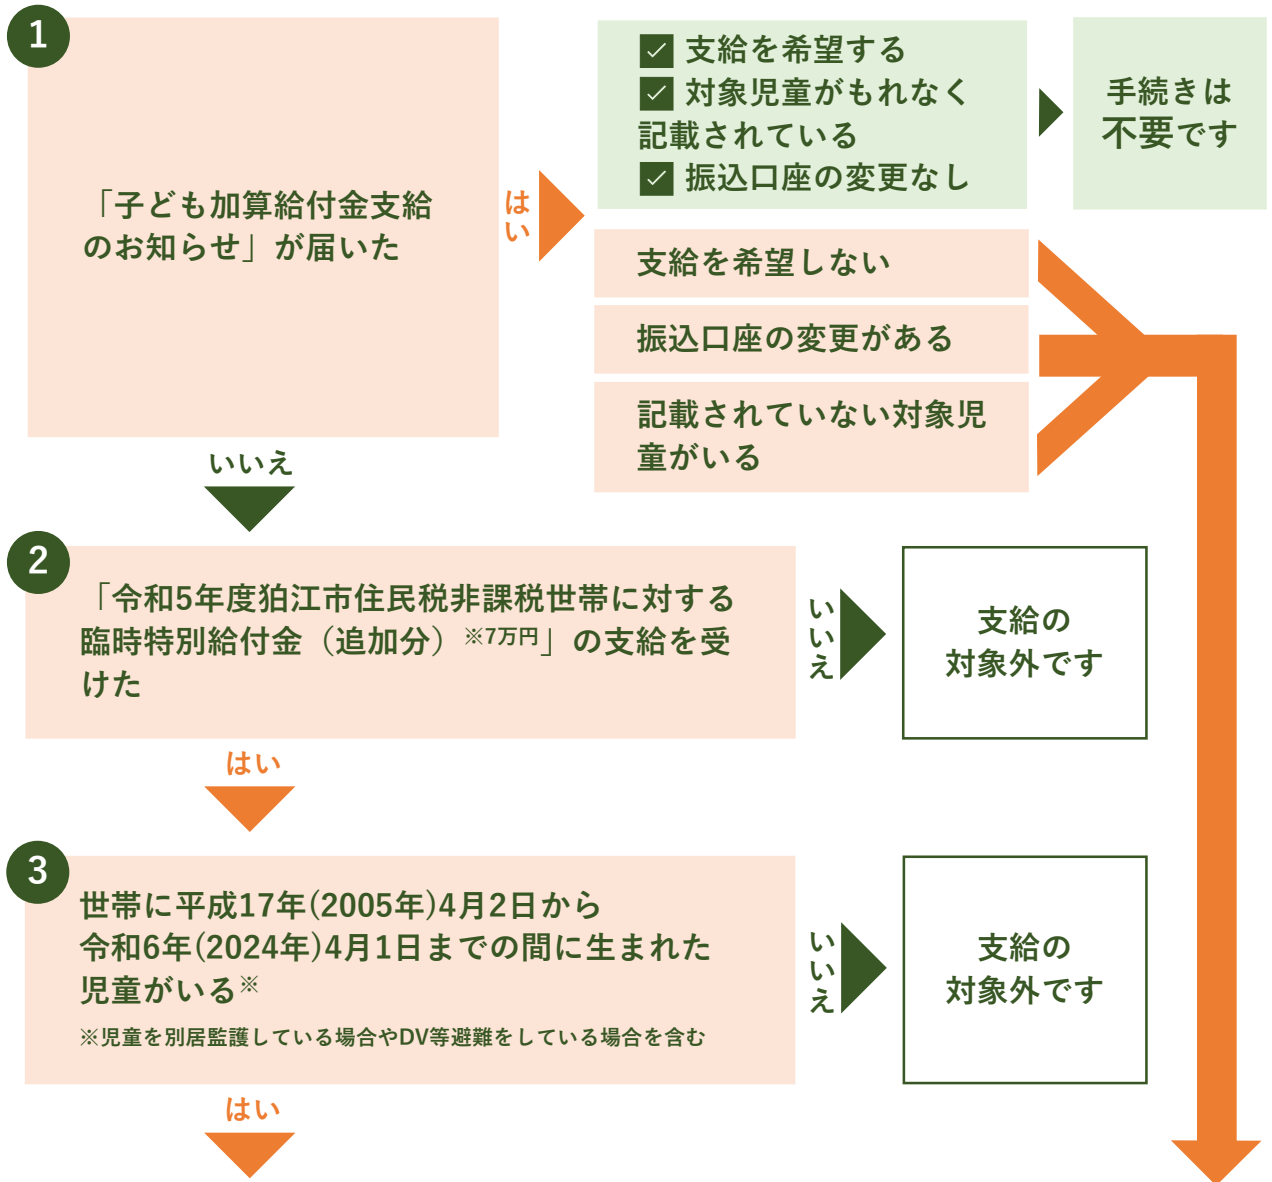 1
「子ども加算給付金支給
のお知らせ」が届いた
はい
支給を希望する
対象児童がもれなく
記載されている
振込口座の変更なし
手続きは
不要です
支給を希望しない
振込口座の変更がある
記載されていない対象児
童がいる
いいえ
2
「令和5年度狛江市住民税非課税世帯に対する
臨時特別給付金（追加分）※7万円」の支給を受
けた
いいえ
支給の
対象外です
はい
3
世帯に平成17年(2005年)4月2日から
令和6年(2024年)4月1日までの間に生まれた
児童がいる※
※児童を別居監護している場合やDV等避難をしている場合を含む
いいえ
支給の
対象外です
はい